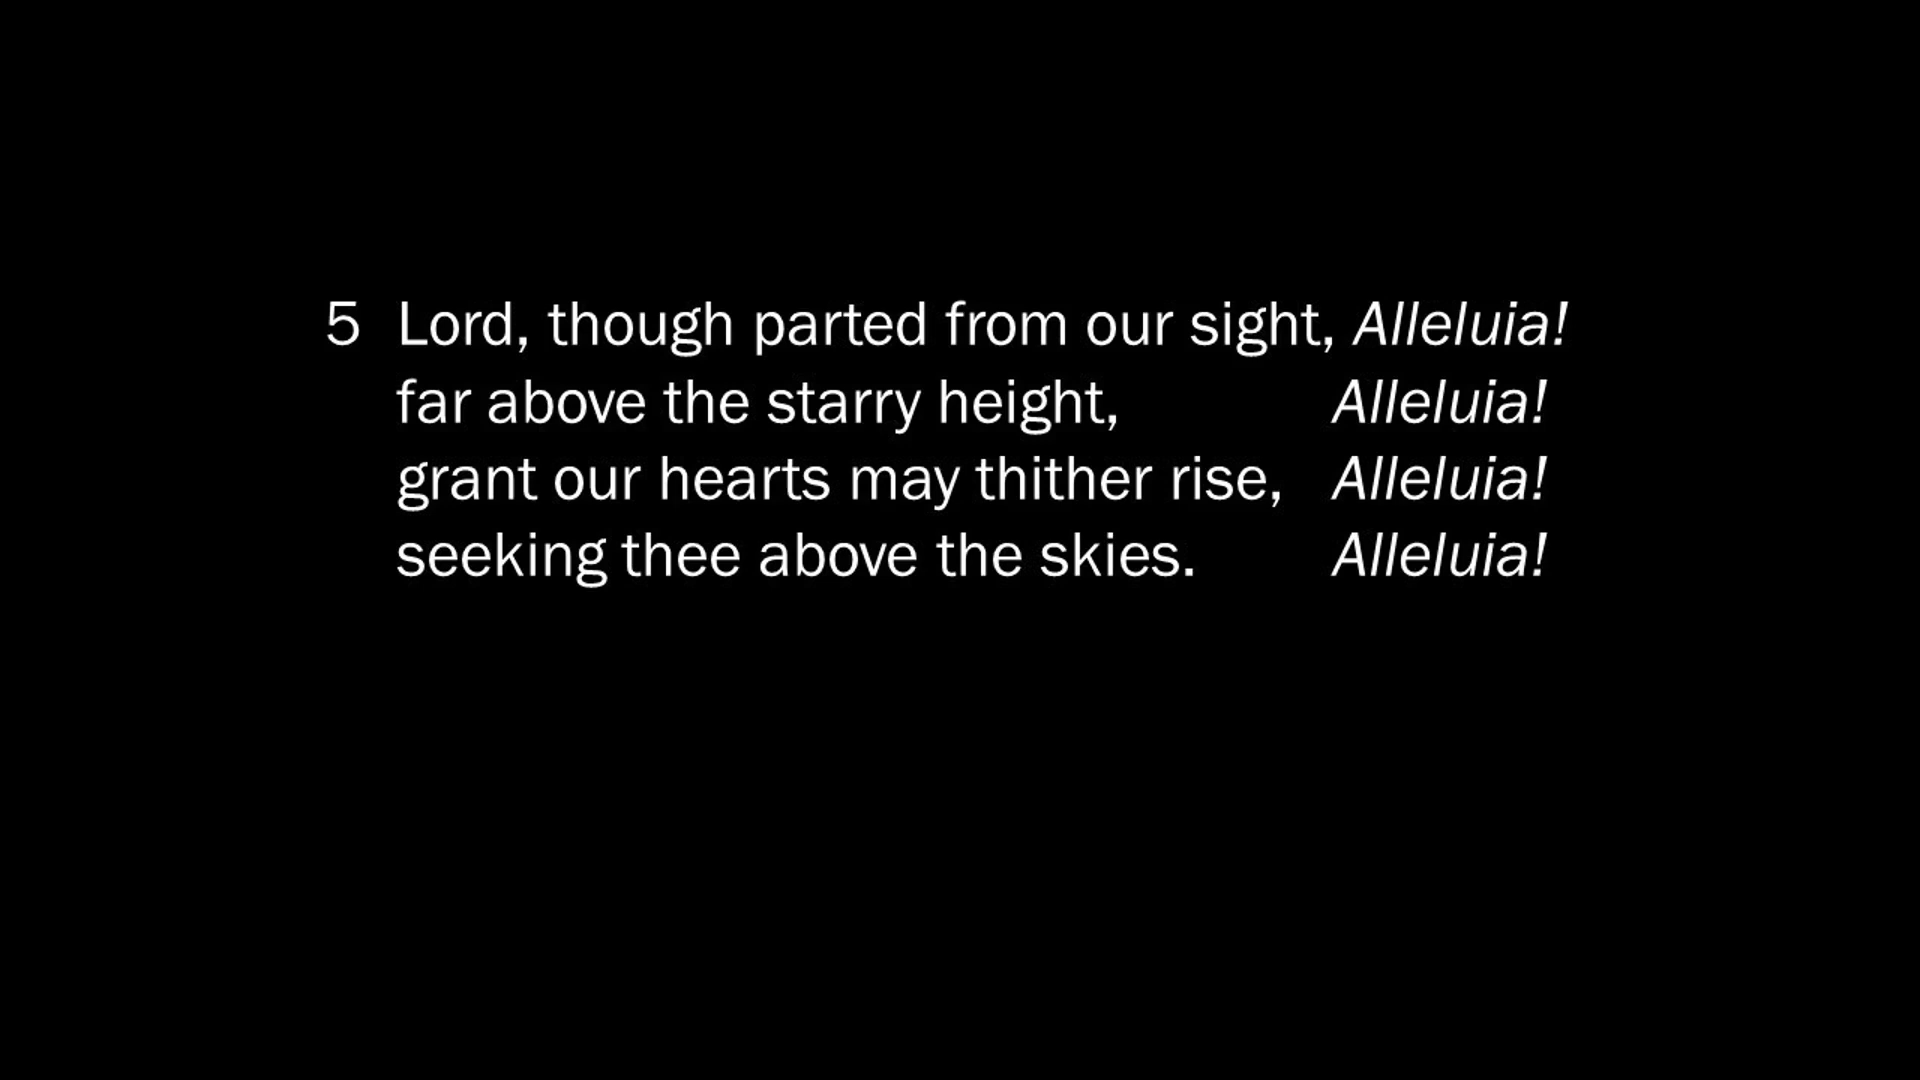 5 Lord, though parted from our sight, Alleluia!
far above the starry height, Alleluia!
grant our hearts may thither rise, Alleluia!
seeking thee above the skies. Alleluia!